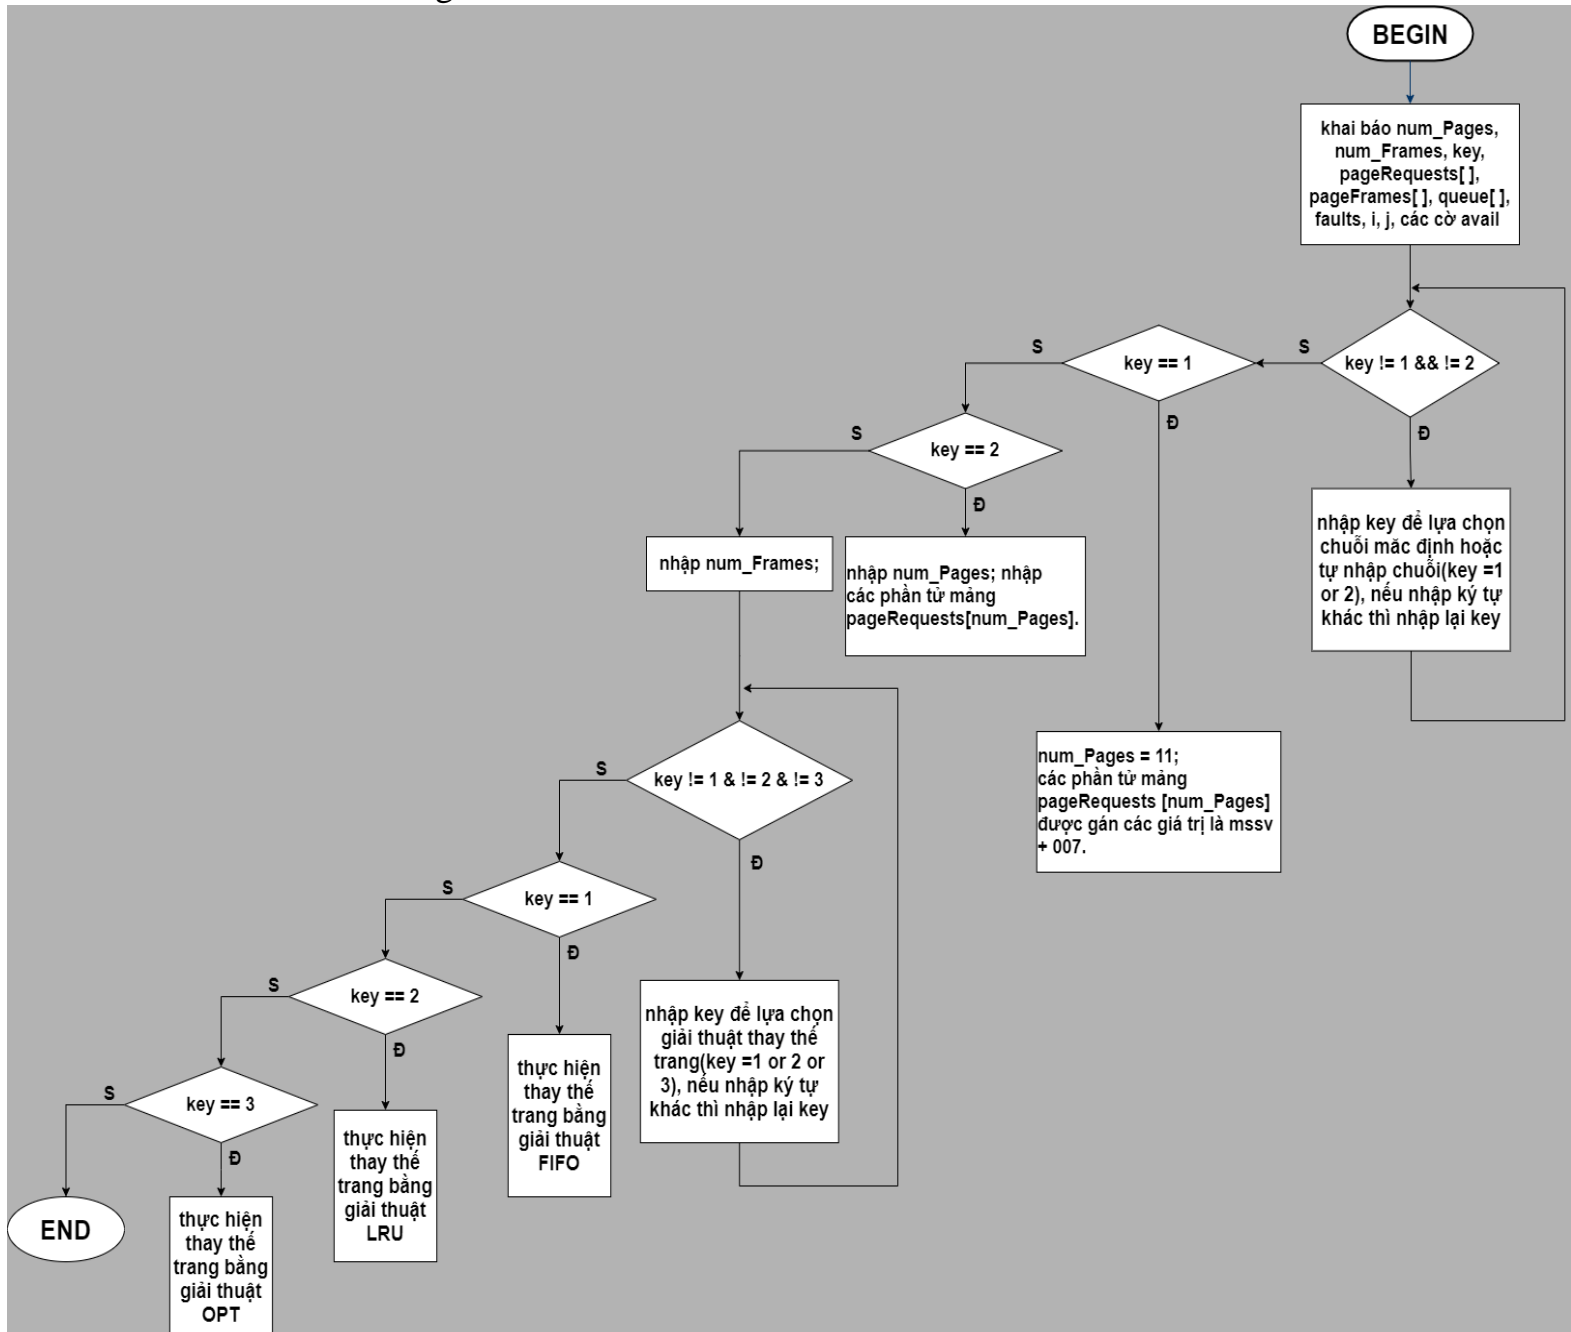 BEGIN
khai báo num_Pages,
num_Frames, key,
pageRequests[ ],
pageFrames[ ], queue[ ],
faults, i, j, các cờ avail
key != 1 && != 2
S
key == 1
S
Đ
Đ
key == 2
S
Đ
nhập key để lựa chọn
chuỗi măc định hoặc
tự nhập chuỗi(key =1
or 2), nếu nhập ký tự
khác thì nhập lại key
nhập num_Frames;
nhập num_Pages; nhập
các phần tử mảng
pageRequests[num_Pages].
num_Pages = 11;
các phần tử mảng
pageRequests [num_Pages]
được gán các giá trị là mssv
+ 007.
key != 1 & != 2 & != 3
S
Đ
key == 1
S
Đ
key == 2
S
Đ
nhập key để lựa chọn
giải thuật thay thế
trang(key =1 or 2 or
3), nếu nhập ký tự
khác thì nhập lại key
thực hiện
thay thế
trang bằng
giải thuật
FIFO
key == 3
S
Đ
thực hiện
thay thế
trang bằng
giải thuật
LRU
END
thực hiện
thay thế
trang bằng
giải thuật
OPT